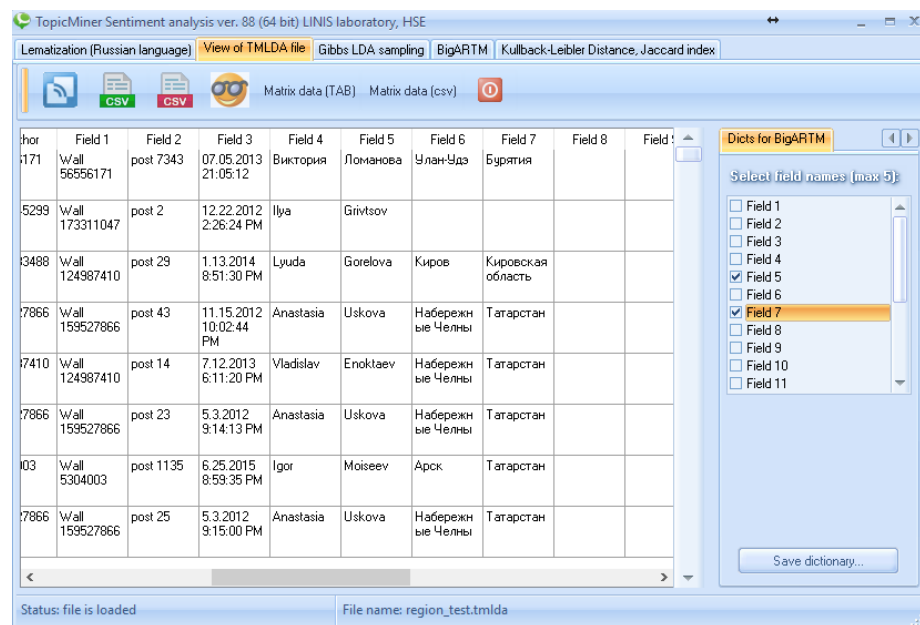 TopicMiner Sentiment analysis ver. 88 (64 bit) LINIS laboratory, HSE
Lematization (Russian language) View of TMLDA file Gibbs LDA sampling BigARTM Kullback-Leibler Distance, Jaccard index
CSV CSV Matrix data (TAB) Matrix data (csv)
thor Field 1 Field 2 Field 3 Field 4 Field 5 Field 6 Field 7 Field 8 Field
6171 Wall post 7343 07.05.2013 Виктория Ломанова Улан-Удэ Бурятия
56556171 21:05:12
5299 Wall post 2 12.22.2012 Ilya Grivtsov
173311047 2:26:24 PM
3488 Wall post 29 1.13.2014 Lyuda Gorelova Киров Кировская
124987410 8:51:30 PM область
7866 Wall post 43 11.15.2012 Anastasia Uskova Набережн Татарстан
159527866 10:02:44 ые Челны
PM
7410 Wall post 14 7.12.2013 Vladislav Enoktaev Набережн Татарстан
124987410 6:11:20 PM ые Челны
7866 Wall post 23 5.3.2012 Anastasia Uskova Набережн Татарстан
159527866 9:14:13 PM ые Челны
003 Wall post 1135 6.25.2015 Igor Moiseev Арск Татарстан
5304003 8:59:35 PM
7866 Wall post 25 5.3.2012 Anastasia Uskova Набережн Татарстан
159527866 9:15:00 PM ые Челны
Dicts for BigARTM
Select field names (max 5):
Field 1
Field 2
Field 3
Field 4
Field 5
Field 6
Field 7
Field 8
Field 9
Field 10
Field 11
Save dictionary...
Status: file is loaded File name: region_test.tmlda